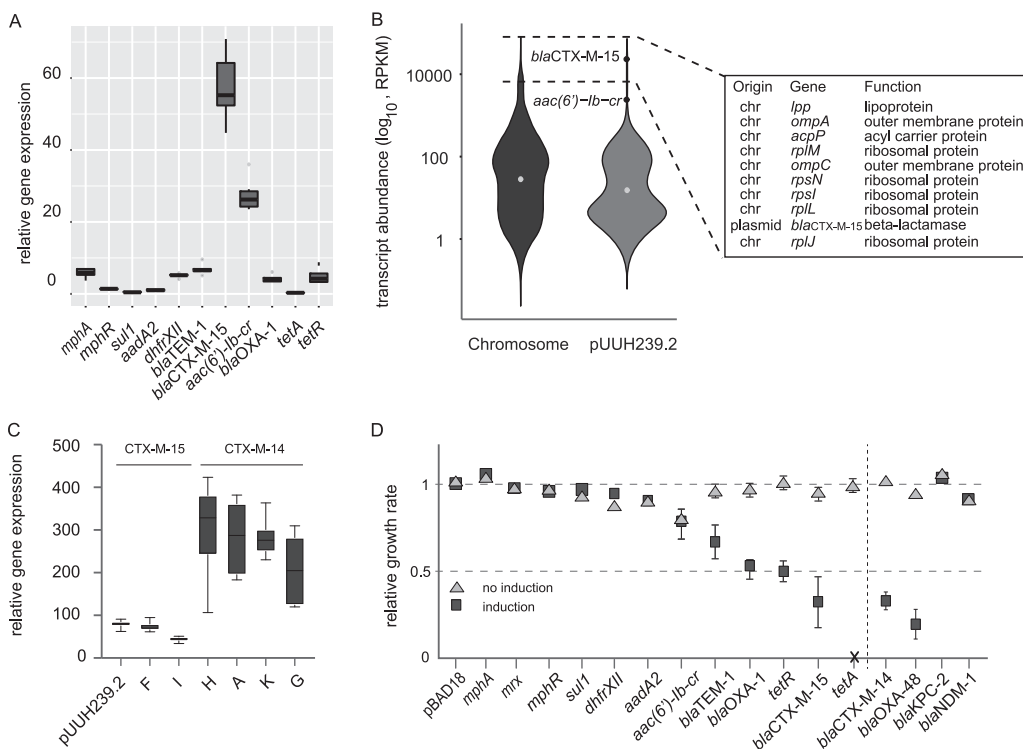 A
relative gene expression
60
40
20
0
mphA
mphR
sul1
aadA2
dhfrXII
blaTEM-1
blaCTX-M-15
aac(6')-Ib-cr
blaOXA-1
tetA
tetR
B
transcript abundance (log10, RPKM)
10000
100
1
blaCTX-M-15
aac(6')-Ib-cr
Chromosome pUUH239.2
Origin Gene Function
chr lpp lipoprotein
chr ompA outer membrane protein
chr acpP acyl carrier protein
chr rplM ribosomal protein
chr ompC outer membrane protein
chr rpsN ribosomal protein
chr rpsI ribosomal protein
chr rplL ribosomal protein
plasmid blaCTX-M-15 beta-lactamase
chr rplJ ribosomal protein
C
CTX-M-15 CTX-M-14
relative gene expression
500
400
300
200
100
0
pUUH239.2
F
I
H
A
K
G
D
relative growth rate
1
0.5
0
no induction
induction
pBAD18
mphA
mrx
mphR
sul1
dhfrXII
aadA2
aac(6')-Ib-cr
blaTEM-1
blaOXA-1
tetR
blaCTX-M-15
tetA
blaCTX-M-14
blaOXA-48
blaKPC-2
blaNDM-1